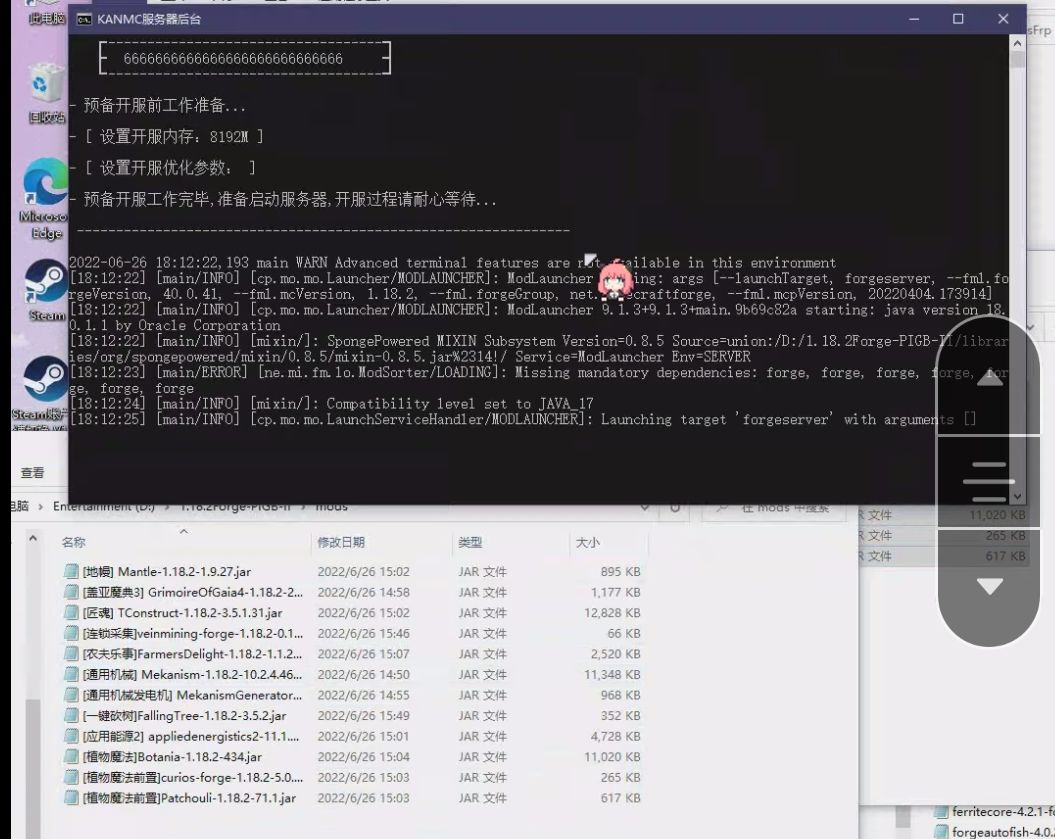 此电脑
KANMC服务器后台
sFrp
66666666666666666666666666666
回收站
- 预备开服前工作准备...
- [ 设置开服内存: 8192M ]
- [ 设置开服优化参数: ]
- 预备开服工作完毕,准备启动服务器,开服过程请耐心等待...
Microso
Edge
Steam
2022-06-26 18:12:22,193 main WARN Advanced terminal features are not available in this environment
[18:12:22] [main/INFO] [cp.mo.mo.Launcher/MODLAUNCHER]: ModLauncher ing: args [--launchTarget, forgeserver, --fml.fo
rgeVersion, 40.0.41, --fml.mcVersion, 1.18.2, --fml.forgeGroup, net. ecraftforge, --fml.mcpVersion, 20220404.173914]
[18:12:22] [main/INFO] [cp.mo.mo.Launcher/MODLAUNCHER]: ModLauncher 9.1.3+9.1.3+main.9b69c82a starting: java version 18.
0.1.1 by Oracle Corporation
[18:12:22] [main/INFO] [mixin/]: SpongePowered MIXIN Subsystem Version=0.8.5 Source=union:/D:/1.18.2Forge-PIGB-II/librar
ies/org/spongepowered/mixin/0.8.5/mixin-0.8.5.jar%2314!/ Service=ModLauncher Env=SERVER
[18:12:23] [main/ERROR] [ne.mi.fm.lo.ModSorter/LOADING]: Missing mandatory dependencies: forge, forge, forge, forge, for
ge, forge, forge
[18:12:24] [main/INFO] [mixin/]: Compatibility level set to JAVA_17
[18:12:25] [main/INFO] [cp.mo.mo.LaunchServiceHandler/MODLAUNCHER]: Launching target 'forgeserver' with arguments []
查看
电脑 > Entertainment (D:) > 1.18.2Forge-PIGB-II > mods
在 mods 中搜索
名称 修改日期 类型 大小
[地幔] Mantle-1.18.2-1.9.27.jar 2022/6/26 15:02 JAR 文件 895 KB
[盖亚魔典3] GrimoireOfGaia4-1.18.2-2... 2022/6/26 14:58 JAR 文件 1,177 KB
[匠魂] TConstruct-1.18.2-3.5.1.31.jar 2022/6/26 15:02 JAR 文件 12,828 KB
[连锁采集]veinmining-forge-1.18.2-0.1... 2022/6/26 15:46 JAR 文件 66 KB
[农夫乐事]FarmersDelight-1.18.2-1.1.2... 2022/6/26 15:07 JAR 文件 2,520 KB
[通用机械] Mekanism-1.18.2-10.2.4.46... 2022/6/26 14:50 JAR 文件 11,348 KB
[通用机械发电机] MekanismGenerator... 2022/6/26 14:55 JAR 文件 968 KB
[一键砍树]FallingTree-1.18.2-3.5.2.jar 2022/6/26 15:49 JAR 文件 352 KB
[应用能源2] appliedenergistics2-11.1.... 2022/6/26 15:01 JAR 文件 4,728 KB
[植物魔法]Botania-1.18.2-434.jar 2022/6/26 15:04 JAR 文件 11,020 KB
[植物魔法前置]curios-forge-1.18.2-5.0.... 2022/6/26 15:03 JAR 文件 265 KB
[植物魔法前置]Patchouli-1.18.2-71.1.jar 2022/6/26 15:03 JAR 文件 617 KB
文件 11,020 KB
文件 265 KB
文件 617 KB
ferritecore-4.2.1-fo
forgeautofish-4.0.